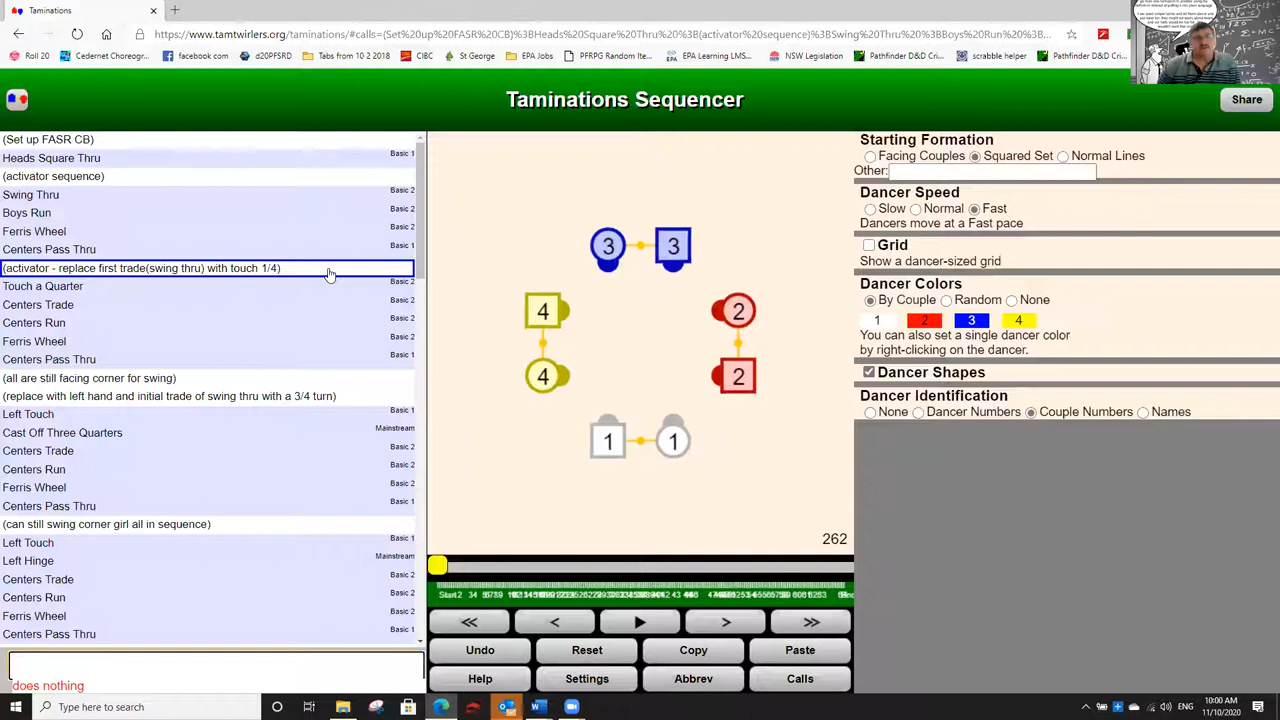 Taminations
https://www.tamtwirlers.org/taminations/#calls=(Set%20up%20
Roll 20
Cedernet Choreogr...
facebook.com
d20PFSRD
Tabs from 10 2 2018
CIBC
St George
EPA Jobs
PFRPG Random Ite...
EPA Learning LMS...
NSW Legislation
Pathfinder D&D Cri...
scrabble helper
Pathfinder D&D Cri...
Taminations Sequencer
Share
(Set up FASR CB)
Heads Square Thru Basic 1
(activator sequence)
Swing Thru Basic 2
Boys Run Basic 2
Ferris Wheel Basic 2
Centers Pass Thru Basic 1
(activator - replace first trade(swing thru) with touch 1/4)
Touch a Quarter Basic 2
Centers Trade Basic 2
Centers Run Basic 2
Ferris Wheel Basic 2
Centers Pass Thru Basic 1
(all are still facing corner for swing)
(replace with left hand and initial trade of swing thru with a 3/4 turn)
Left Touch Basic 1
Cast Off Three Quarters Mainstream
Centers Trade Basic 2
Centers Run Basic 2
Ferris Wheel Basic 2
Centers Pass Thru Basic 1
(can still swing corner girl all in sequence)
Left Touch Basic 1
Left Hinge Mainstream
Centers Trade Basic 2
Centers Run Basic 2
Ferris Wheel Basic 2
Centers Pass Thru Basic 1
does nothing
3 3
4 2
4 2
1 1
262
Start
<< < ▶ > >>
Undo Reset Copy Paste
Help Settings Abbrev Calls
Starting Formation
Facing Couples Squared Set Normal Lines
Other:
Dancer Speed
Slow Normal Fast
Dancers move at a Fast pace
Grid
Show a dancer-sized grid
Dancer Colors
By Couple Random None
1 2 3 4
You can also set a single dancer color
by right-clicking on the dancer.
Dancer Shapes
Dancer Identification
None Dancer Numbers Couple Numbers Names
Type here to search
ENG
10:00 AM
11/10/2020